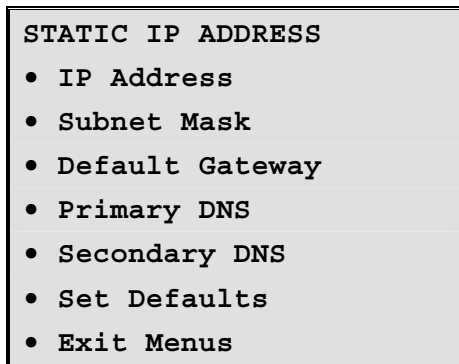 STATIC IP ADDRESS
• IP Address
• Subnet Mask
• Default Gateway
• Primary DNS
• Secondary DNS
• Set Defaults
• Exit Menus